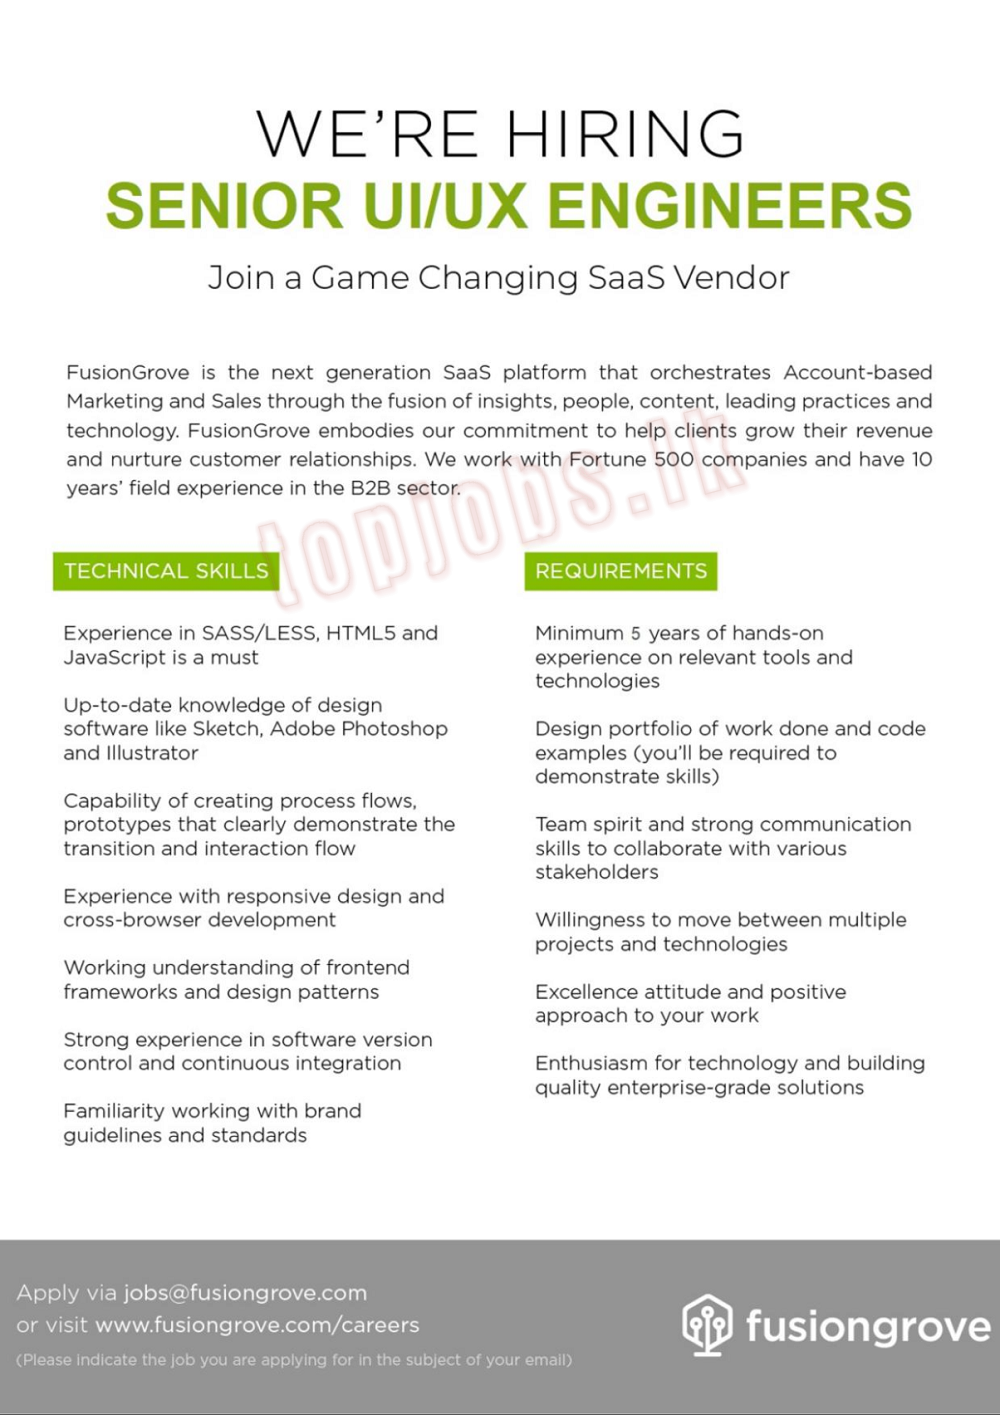 WE'RE HIRING
SENIOR UI/UX ENGINEERS
Join a Game Changing SaaS Vendor
FusionGrove is the next generation SaaS platform that orchestrates Account-based
Marketing and Sales through the fusion of insights, people, content, leading practices and
technology. FusionGrove embodies our commitment to help clients grow their revenue
and nurture customer relationships. We work with Fortune 500 companies and have 10
years' field experience in the B2B sector.
topjobs.lk
TECHNICAL SKILLS
Experience in SASS/LESS, HTML5 and
JavaScript is a must
Up-to-date knowledge of design
software like Sketch, Adobe Photoshop
and Illustrator
Capability of creating process flows,
prototypes that clearly demonstrate the
transition and interaction flow
Experience with responsive design and
cross-browser development
Working understanding of frontend
frameworks and design patterns
Strong experience in software version
control and continuous integration
Familiarity working with brand
guidelines and standards
REQUIREMENTS
Minimum 5 years of hands-on
experience on relevant tools and
technologies
Design portfolio of work done and code
examples (you'll be required to
demonstrate skills)
Team spirit and strong communication
skills to collaborate with various
stakeholders
Willingness to move between multiple
projects and technologies
Excellence attitude and positive
approach to your work
Enthusiasm for technology and building
quality enterprise-grade solutions
Apply via jobs@fusiongrove.com
or visit www.fusiongrove.com/careers
(Please indicate the job you are applying for in the subject of your email)
fusiongrove